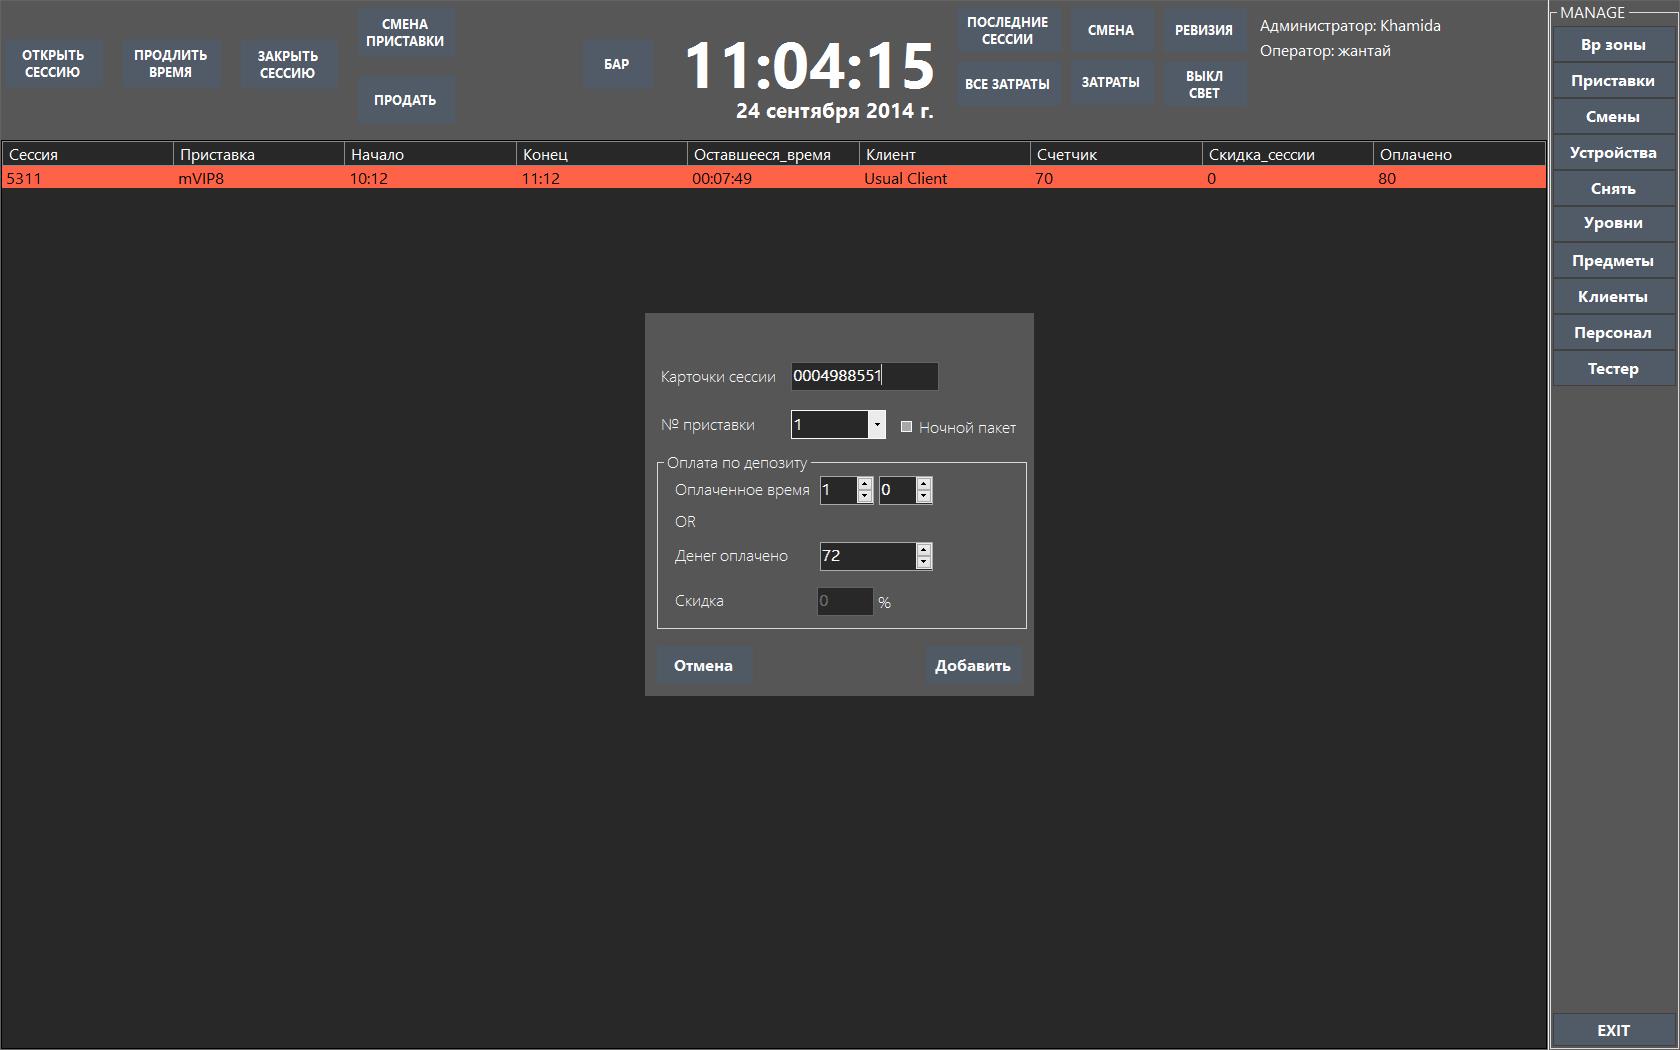 ОТКРЫТЬ
СЕССИЮ
ПРОДЛИТЬ
ВРЕМЯ
ЗАКРЫТЬ
СЕССИЮ
СМЕНА
ПРИСТАВКИ
ПРОДАТЬ
БАР
11:04:15
24 сентября 2014 г.
ПОСЛЕДНИЕ
СЕССИИ
СМЕНА
РЕВИЗИЯ
ВСЕ ЗАТРАТЫ
ЗАТРАТЫ
ВЫКЛ
СВЕТ
Администратор: Khamida
Оператор: жантай
Сессия Приставка Начало Конец Оставшееся_время Клиент Счетчик Скидка_сессии Оплачено
5311 mVIP8 10:12 11:12 00:07:49 Usual Client 70 0 80
Карточки сессии 0004988551
№ приставки 1 Ночной пакет
Оплата по депозиту
Оплаченное время 1 0
OR
Денег оплачено 72
Скидка 0 %
Отмена Добавить
MANAGE
Вр зоны
Приставки
Смены
Устройства
Снять
Уровни
Предметы
Клиенты
Персонал
Тестер
EXIT